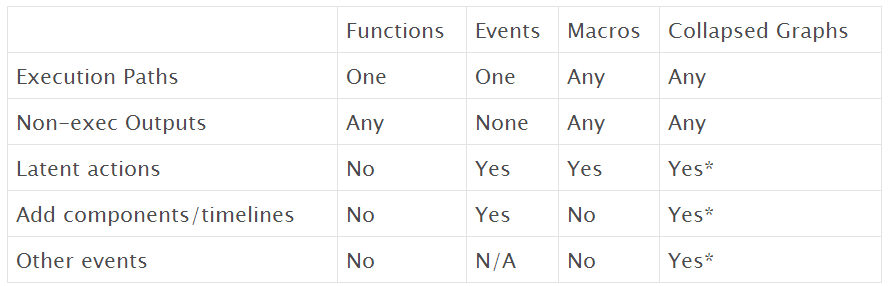 Functions Events Macros Collapsed Graphs
Execution Paths One One Any Any
Non-exec Outputs Any None Any Any
Latent actions No Yes Yes Yes*
Add components/timelines No Yes No Yes*
Other events No N/A No Yes*